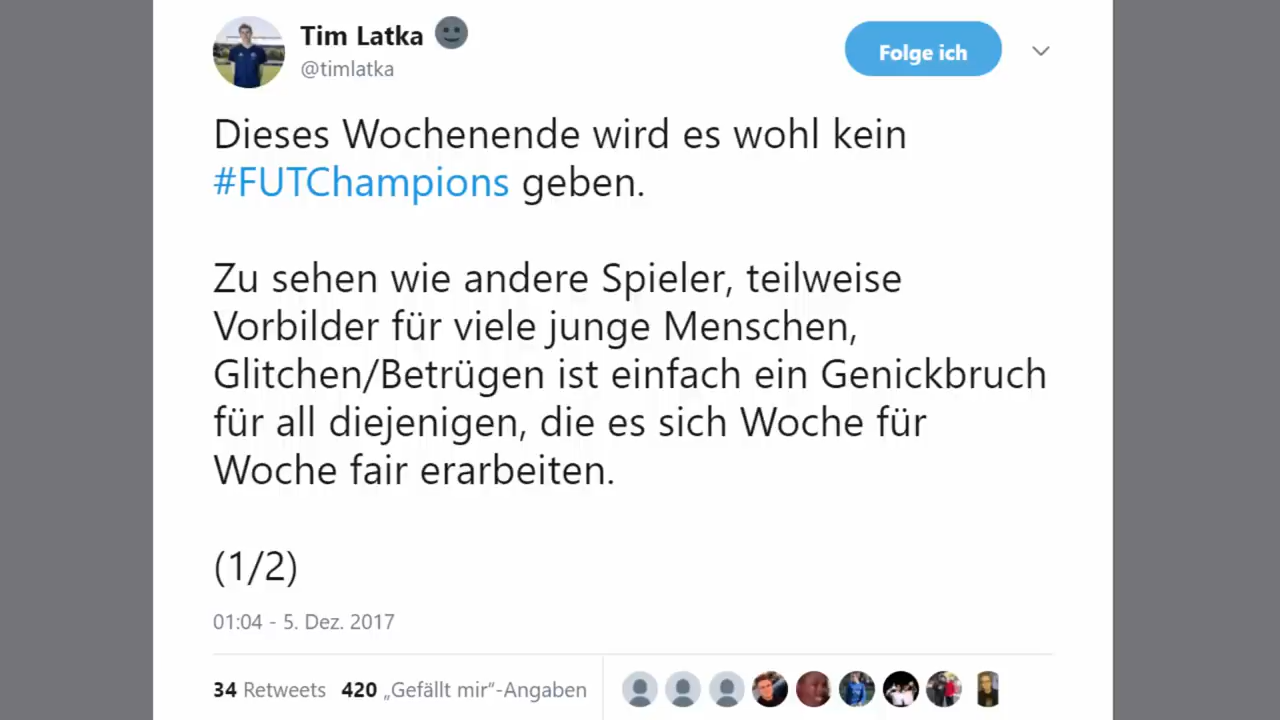 Tim Latka
@timlatka
Folge ich
Dieses Wochenende wird es wohl kein
#FUTChampions geben.
Zu sehen wie andere Spieler, teilweise
Vorbilder für viele junge Menschen,
Glitchen/Betrügen ist einfach ein Genickbruch
für all diejenigen, die es sich Woche für
Woche fair erarbeiten.
(1/2)
01:04 - 5. Dez. 2017
34 Retweets 420 „Gefällt mir“-Angaben